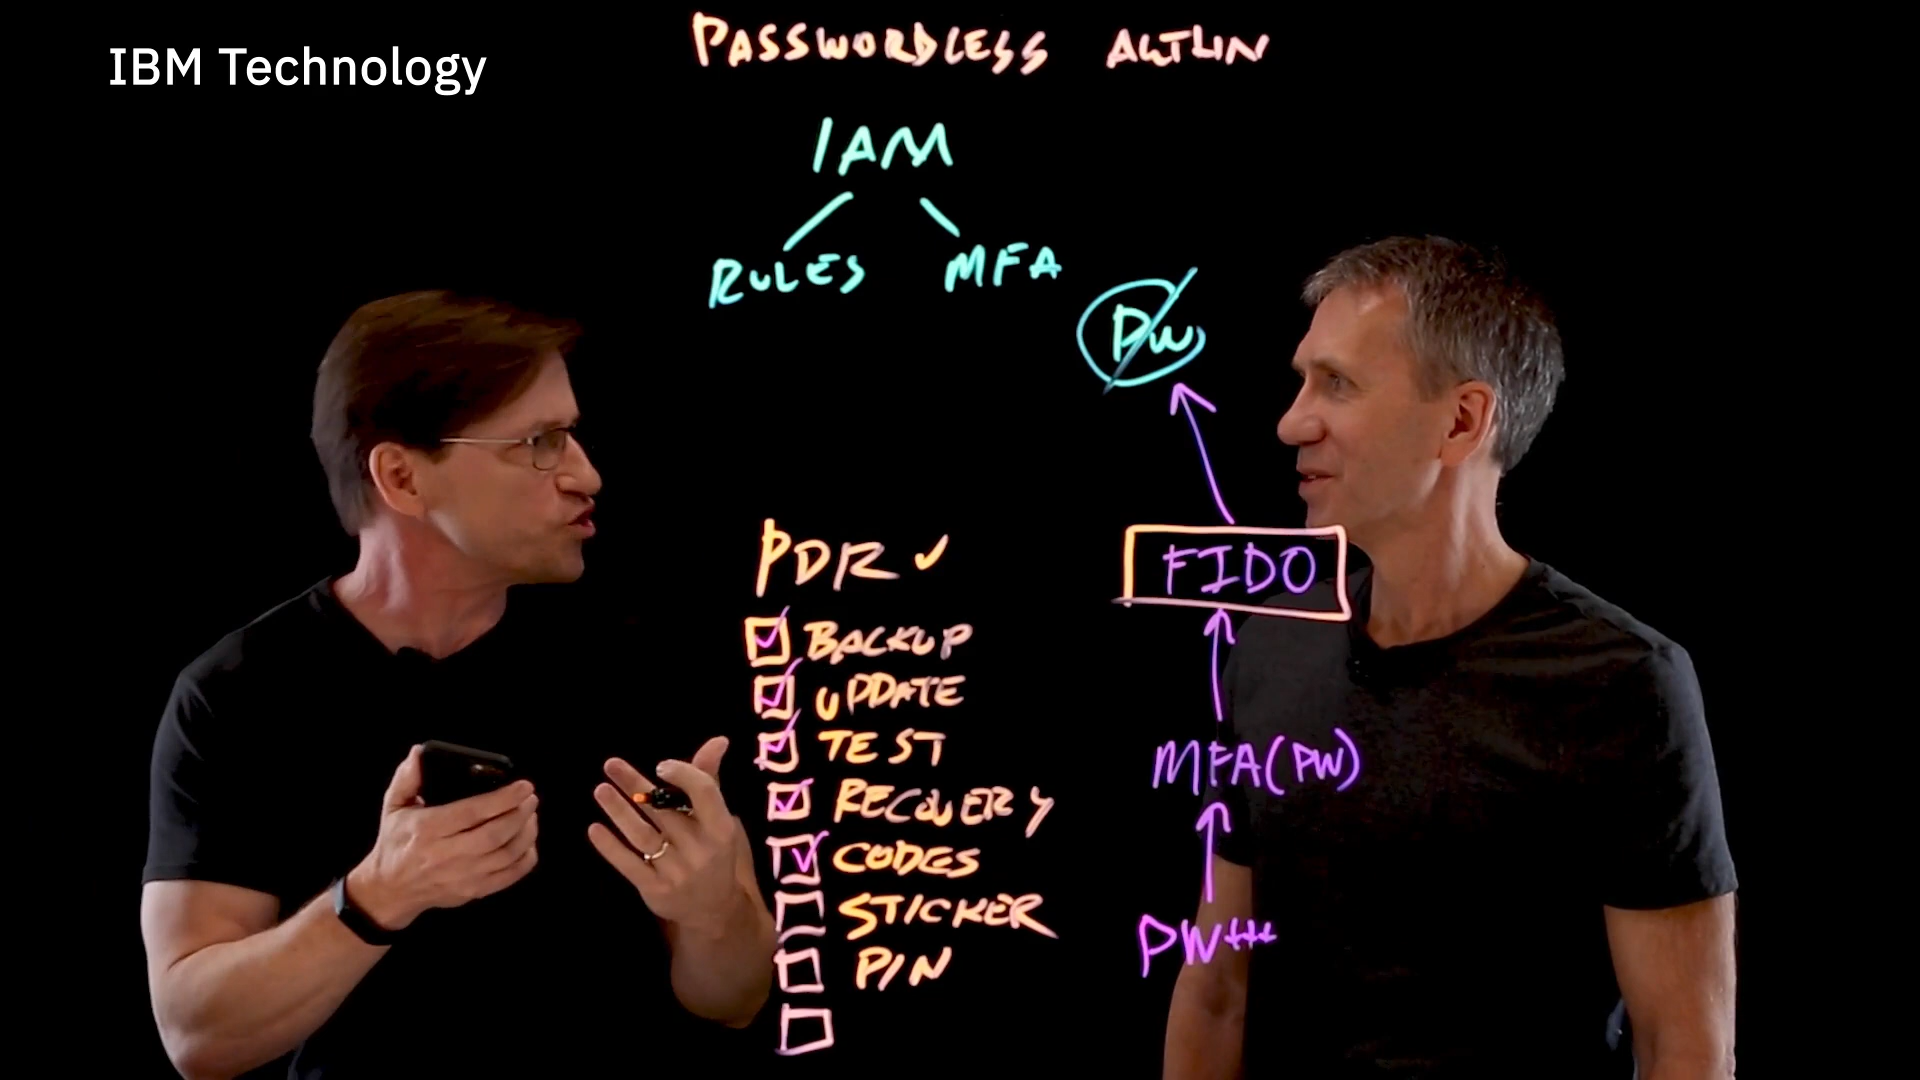 IBM Technology
PASSWORDLESS AUTHN
IAM
RULES MFA
PW
PDR ✓
FIDO
BACKUP
UPDATE
TEST
RECOVERY
CODES
STICKER
PIN
MFA(PW)
PW+++